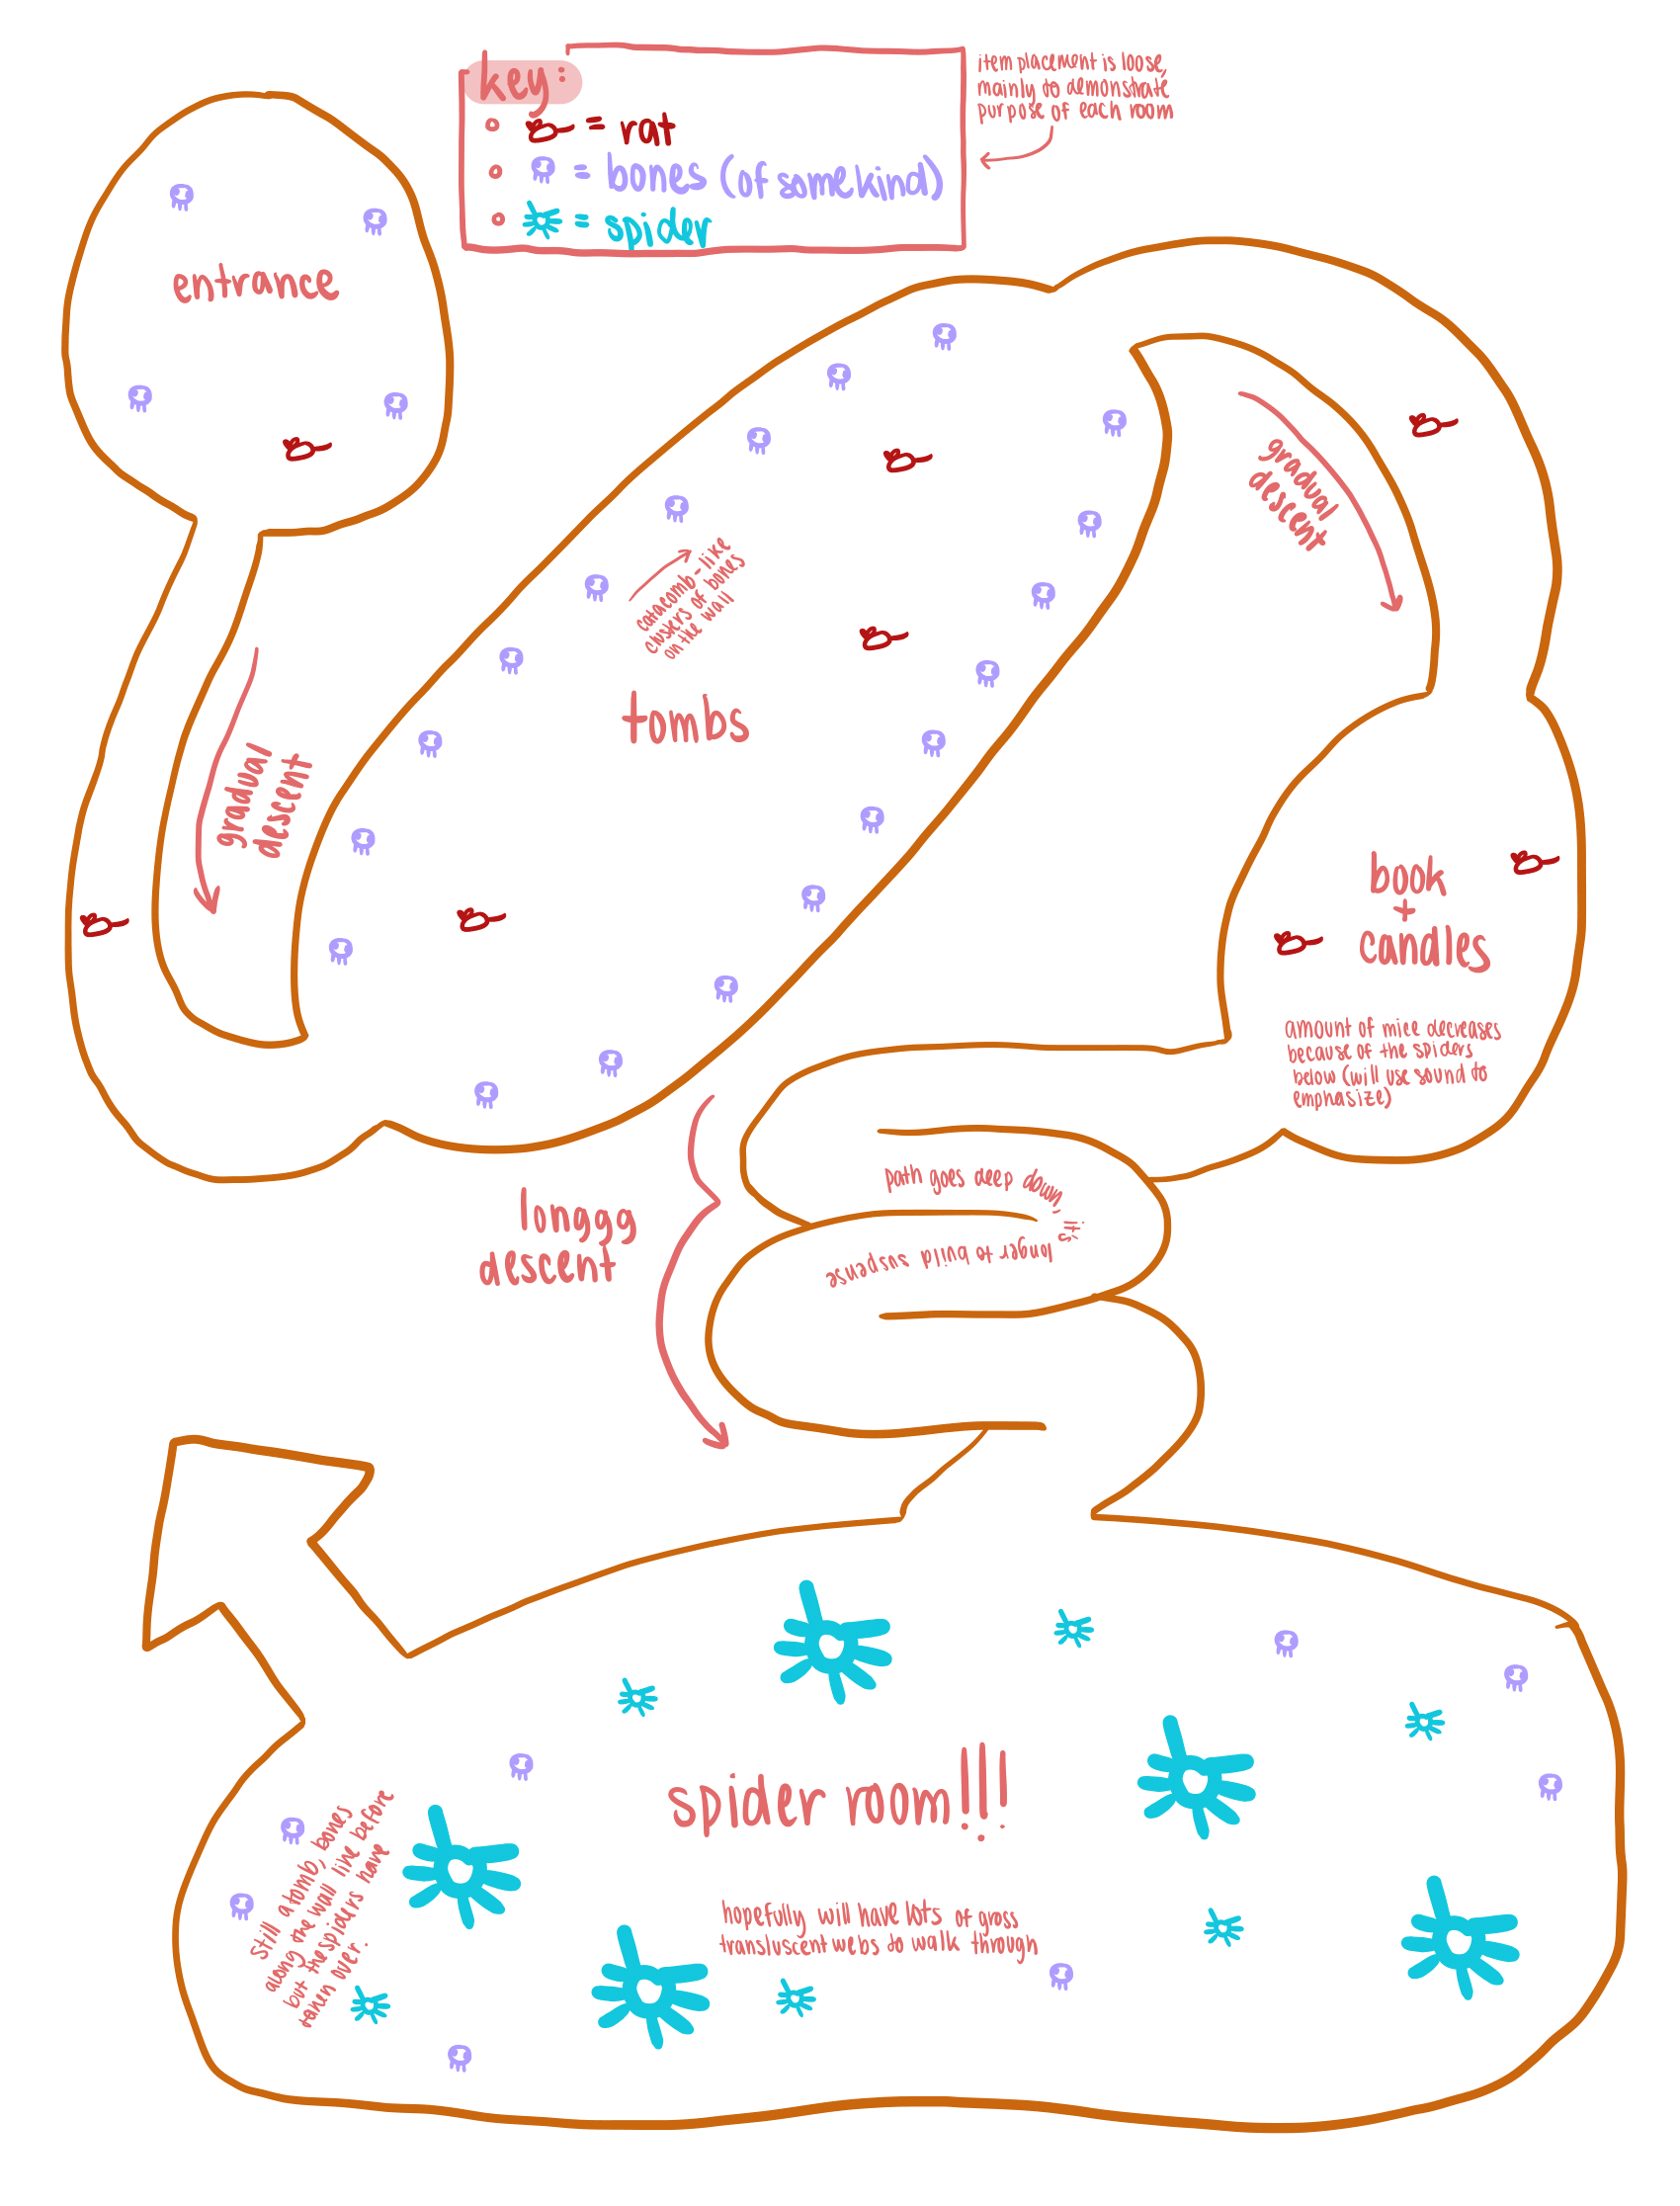 key:
= rat
= bones (of some kind)
= spider
item placement is loose,
mainly to demonstrate
purpose of each room
entrance
gradual
descent
catacomb-like
clusters of bones
on the wall
tombs
gradual
descent
book
+
candles
amount of mice decreases
because of the spiders
below (will use sound to
emphasize)
path goes deep down, it's
longer to build suspense
longgg
descent
spider room!!!
hopefully will have lots of gross
transluscent webs to walk through
still a tomb, bones
along the wall like before
but the spiders have
taken over.